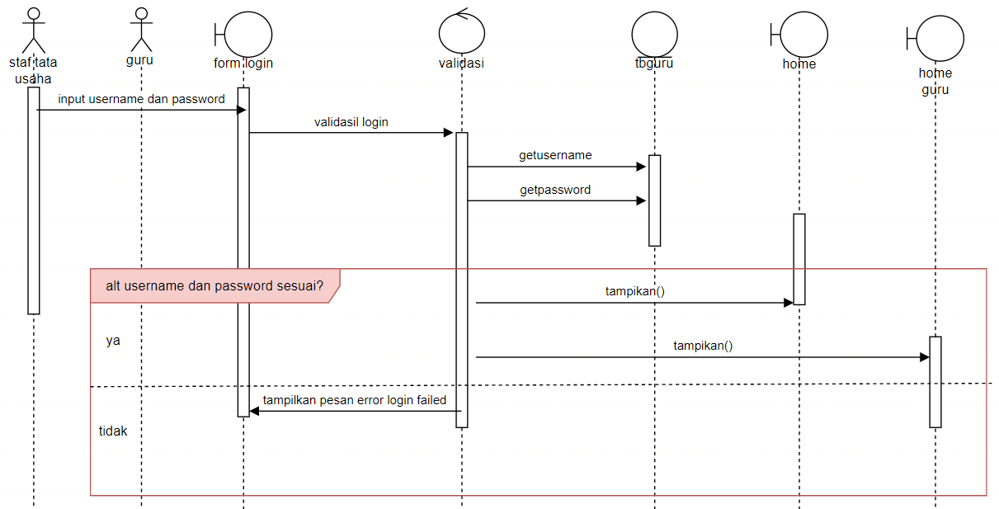 staf tata
usaha
guru
form login
validasi
tbguru
home
home
guru
input username dan password
validasil login
getusername
getpassword
alt username dan password sesuai?
tampikan()
ya
tampikan()
tampilkan pesan error login failed
tidak